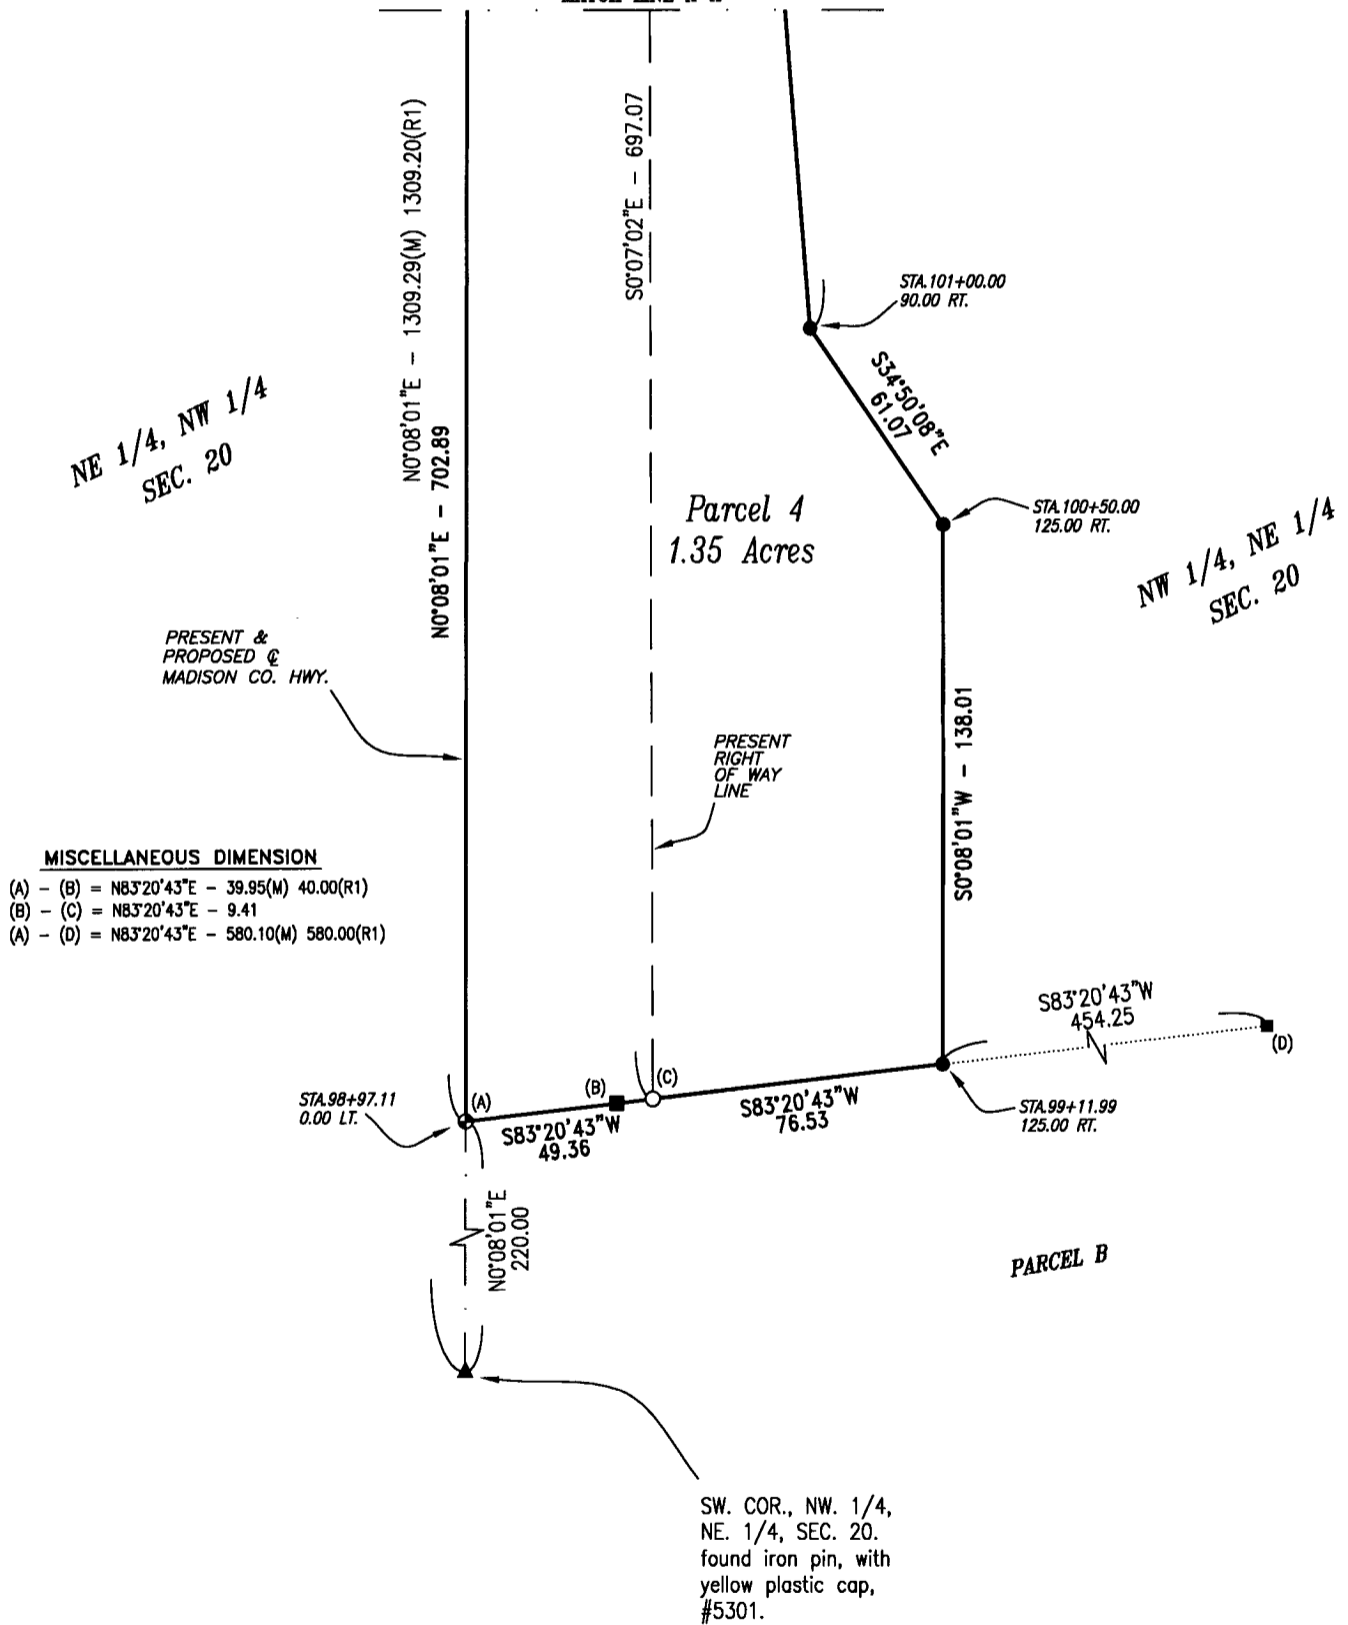 N0°08'01"E - 1309.29(M) 1309.20(R1)
N0°08'01"E - 702.89
S0°07'02"E - 697.07
STA.101+00.00
90.00 RT.
S34°50'08"E
61.07
NE 1/4, NW 1/4
SEC. 20
Parcel 4
1.35 Acres
STA.100+50.00
125.00 RT.
NW 1/4, NE 1/4
SEC. 20
PRESENT &
PROPOSED ℄
MADISON CO. HWY.
PRESENT
RIGHT
OF WAY
LINE
S0°08'01"W - 138.01
MISCELLANEOUS DIMENSION
(A) - (B) = N83°20'43"E - 39.95(M) 40.00(R1)
(B) - (C) = N83°20'43"E - 9.41
(A) - (D) = N83°20'43"E - 580.10(M) 580.00(R1)
S83°20'43"W
454.25
(D)
STA.98+97.11
0.00 LT.
(A)
(B)
(C)
S83°20'43"W
49.36
S83°20'43"W
76.53
STA.99+11.99
125.00 RT.
N0°08'01"E
220.00
PARCEL B
SW. COR., NW. 1/4,
NE. 1/4, SEC. 20.
found iron pin, with
yellow plastic cap,
#5301.